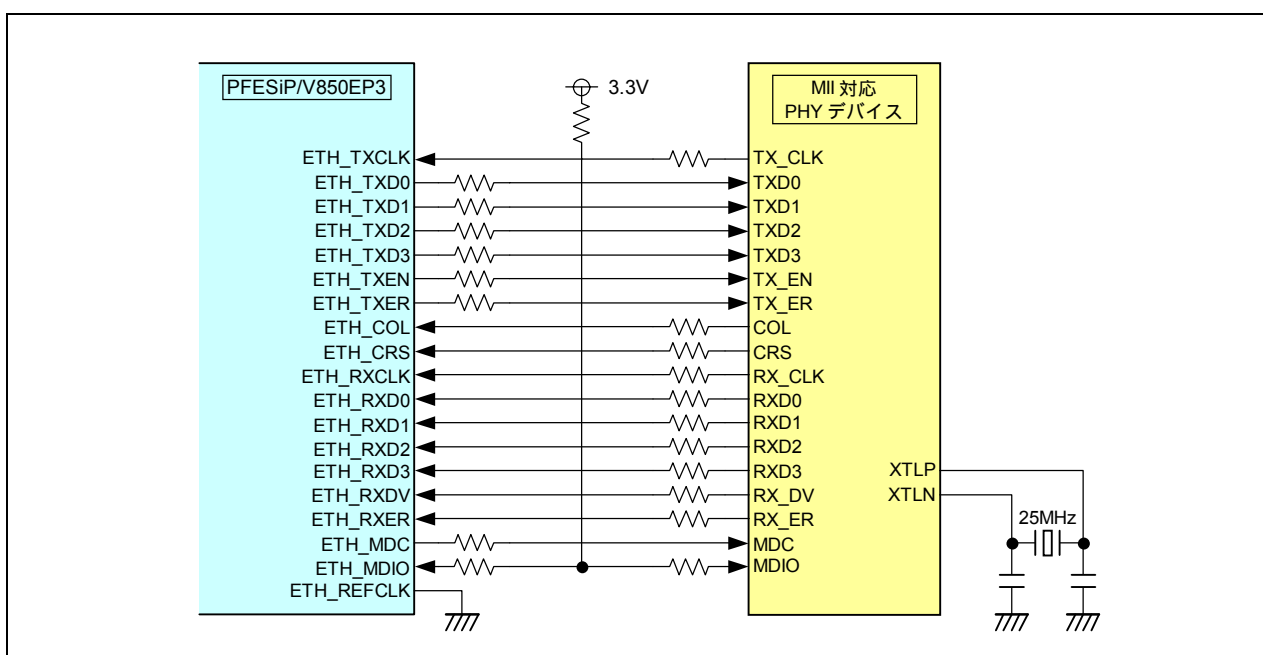 PFESiP/V850EP3
3.3V
MII 対応
PHY デバイス
ETH_TXCLK
TX_CLK
ETH_TXD0
TXD0
ETH_TXD1
TXD1
ETH_TXD2
TXD2
ETH_TXD3
TXD3
ETH_TXEN
TX_EN
ETH_TXER
TX_ER
ETH_COL
COL
ETH_CRS
CRS
ETH_RXCLK
RX_CLK
ETH_RXD0
RXD0
ETH_RXD1
RXD1
ETH_RXD2
RXD2
ETH_RXD3
RXD3
XTLP
ETH_RXDV
RX_DV
XTLN
ETH_RXER
RX_ER
25MHz
ETH_MDC
MDC
ETH_MDIO
MDIO
ETH_REFCLK